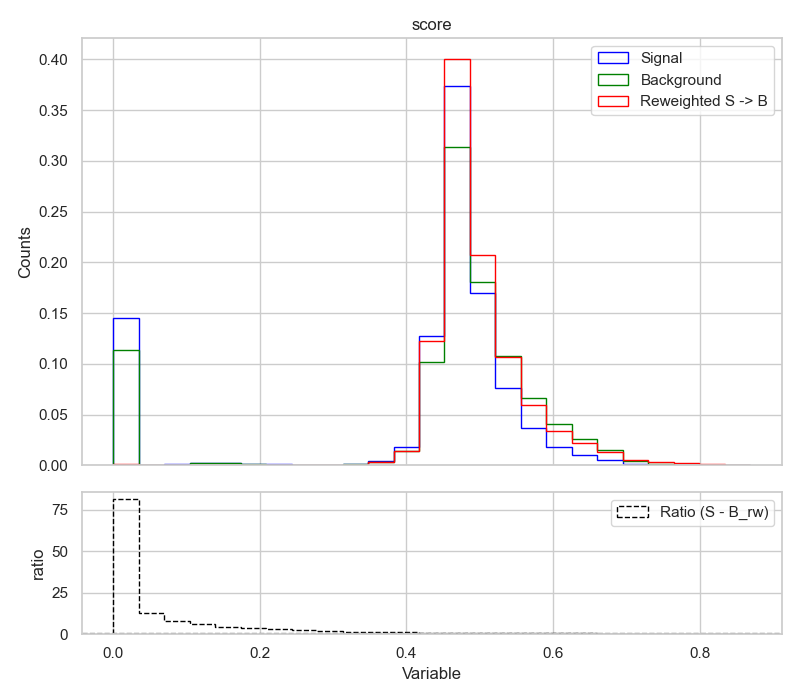 score
Signal
Background
Reweighted S -> B
0.40
0.35
0.30
0.25
0.20
0.15
0.10
0.05
0.00
Counts
Ratio (S - B_rw)
75
50
25
0
ratio
0.0 0.2 0.4 0.6 0.8
Variable